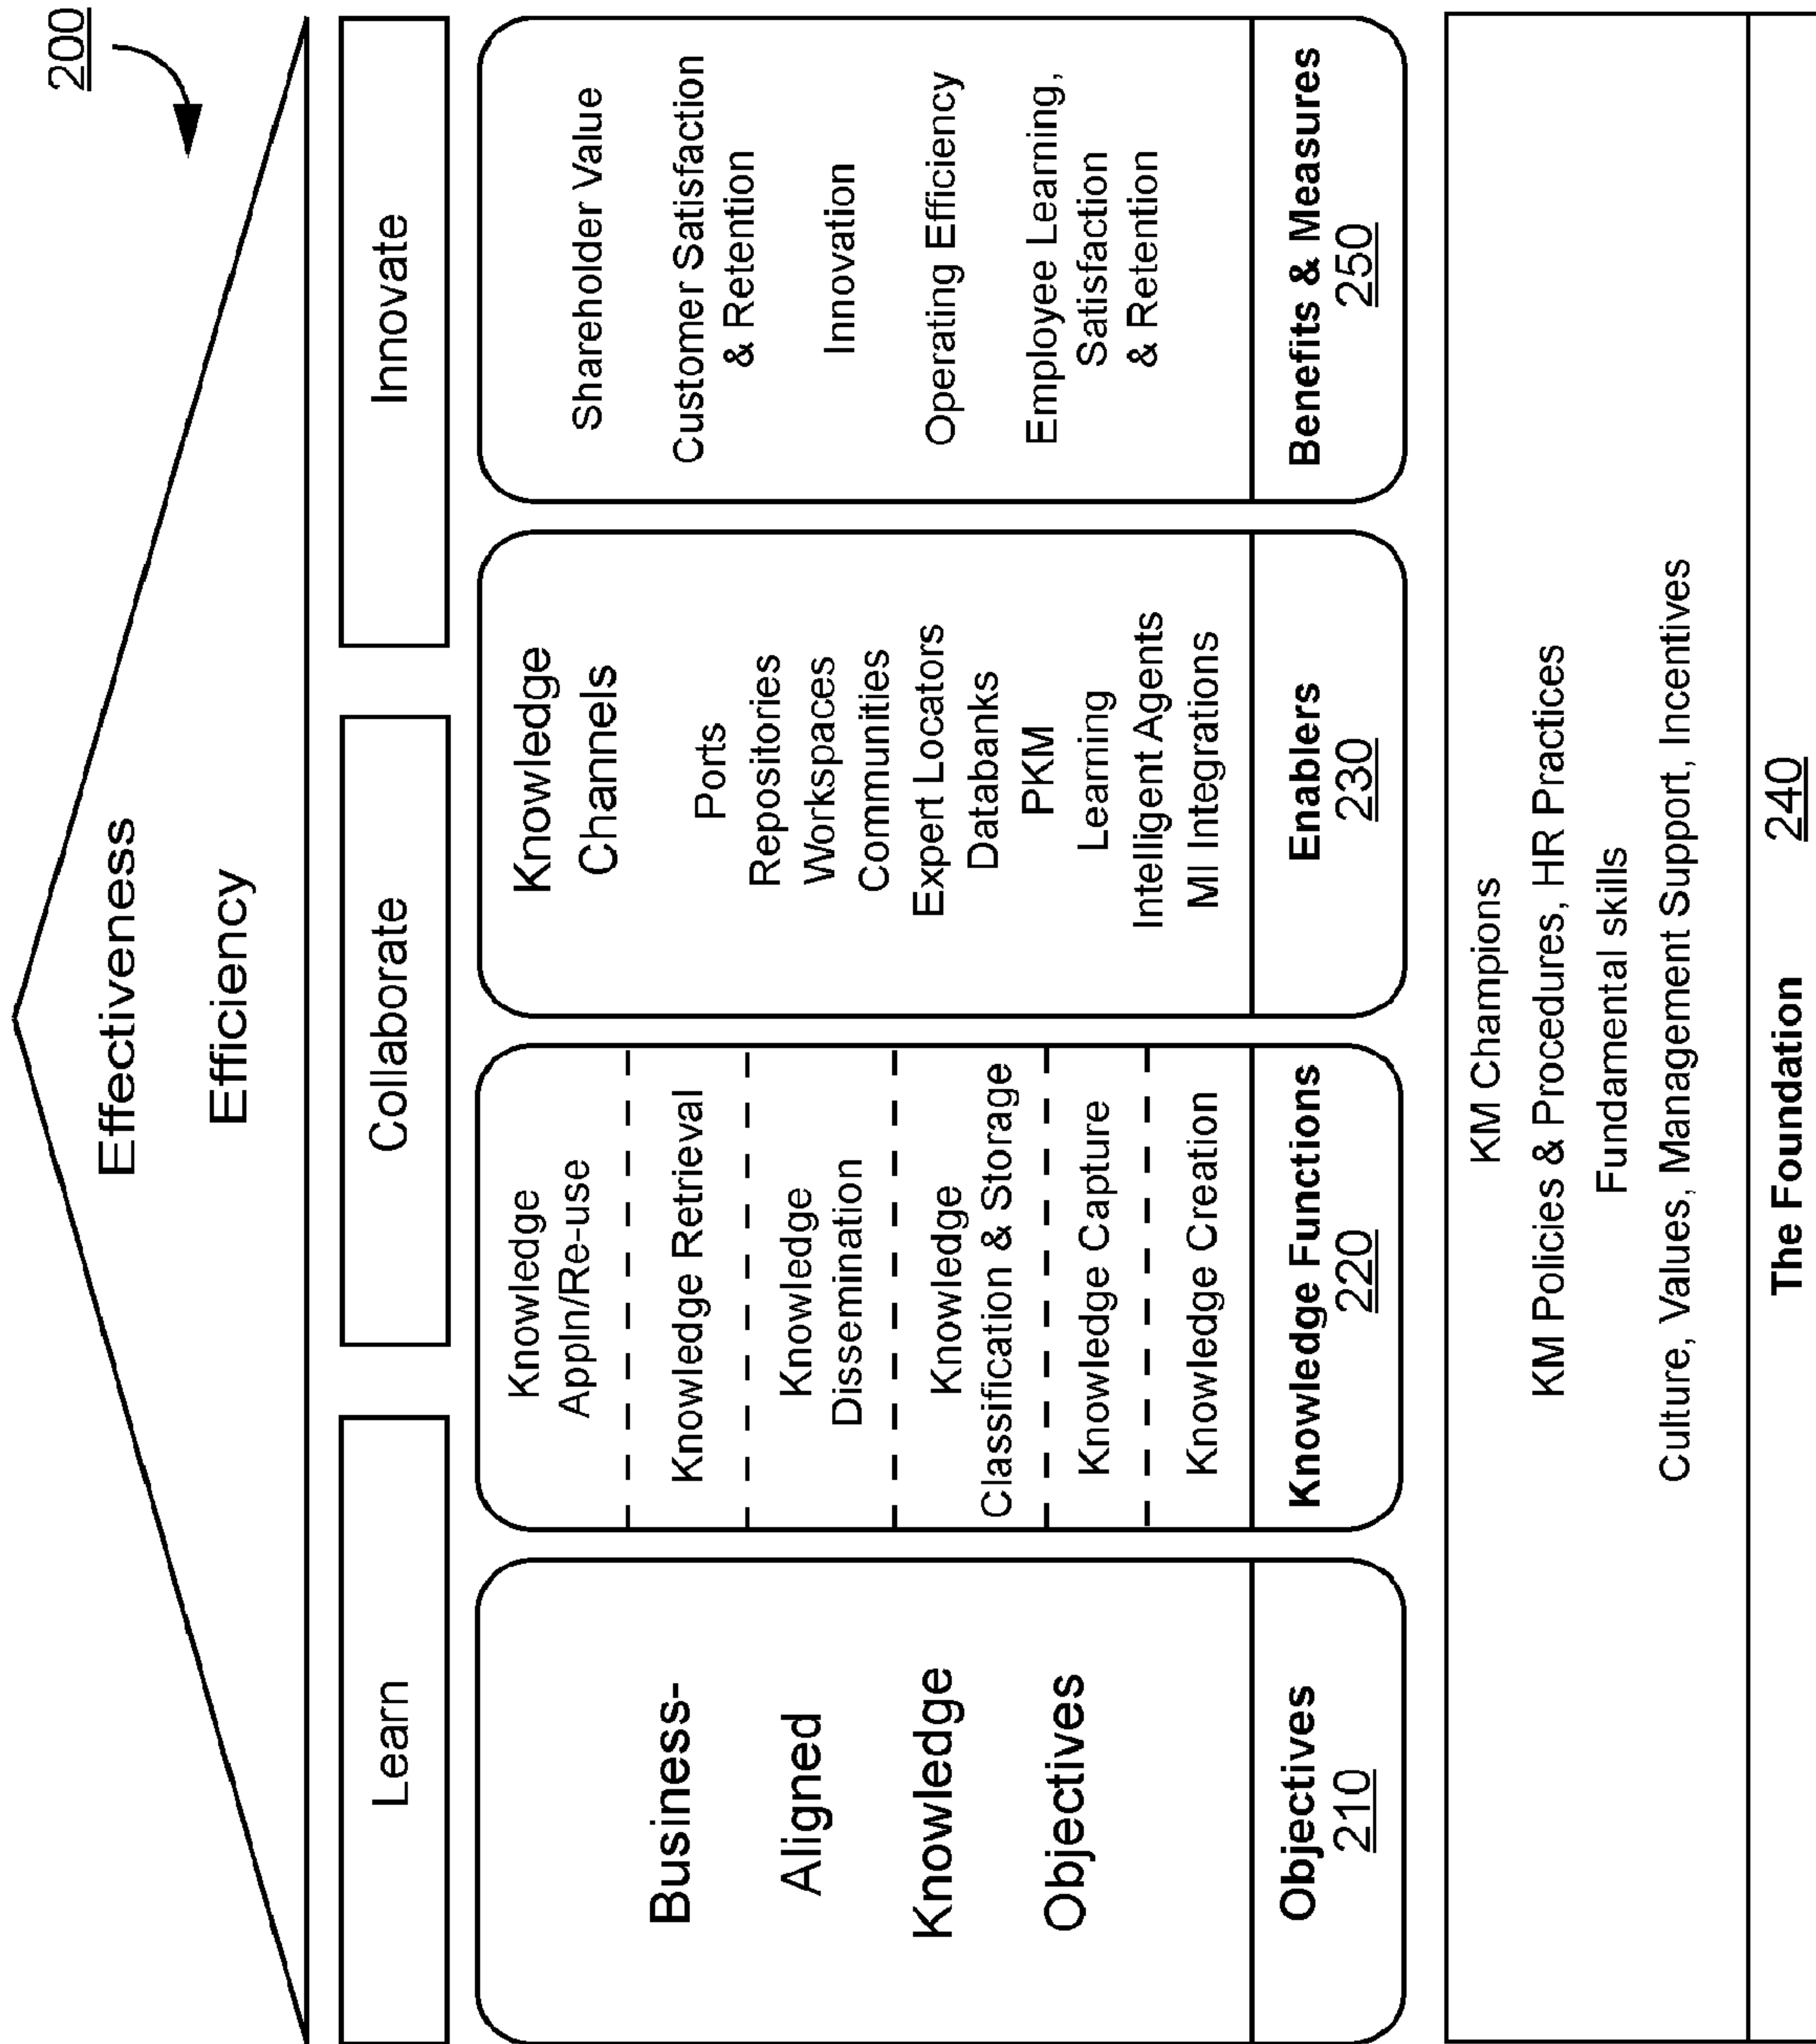 200
Effectiveness
Efficiency
Learn
Collaborate
Innovate
Business-
Aligned
Knowledge
Objectives
Objectives
210
Knowledge
Appln/Re-use
Knowledge Retrieval
Knowledge
Dissemination
Knowledge
Classification & Storage
Knowledge Capture
Knowledge Creation
Knowledge Functions
220
Knowledge
Channels
Ports
Repositories
Workspaces
Communities
Expert Locators
Databanks
PKM
Learning
Intelligent Agents
MI Integrations
Enablers
230
Shareholder Value
Customer Satisfaction
& Retention
Innovation
Operating Efficiency
Employee Learning,
Satisfaction
& Retention
Benefits & Measures
250
KM Champions
KM Policies & Procedures, HR Practices
Fundamental skills
Culture, Values, Management Support, Incentives
The Foundation 240